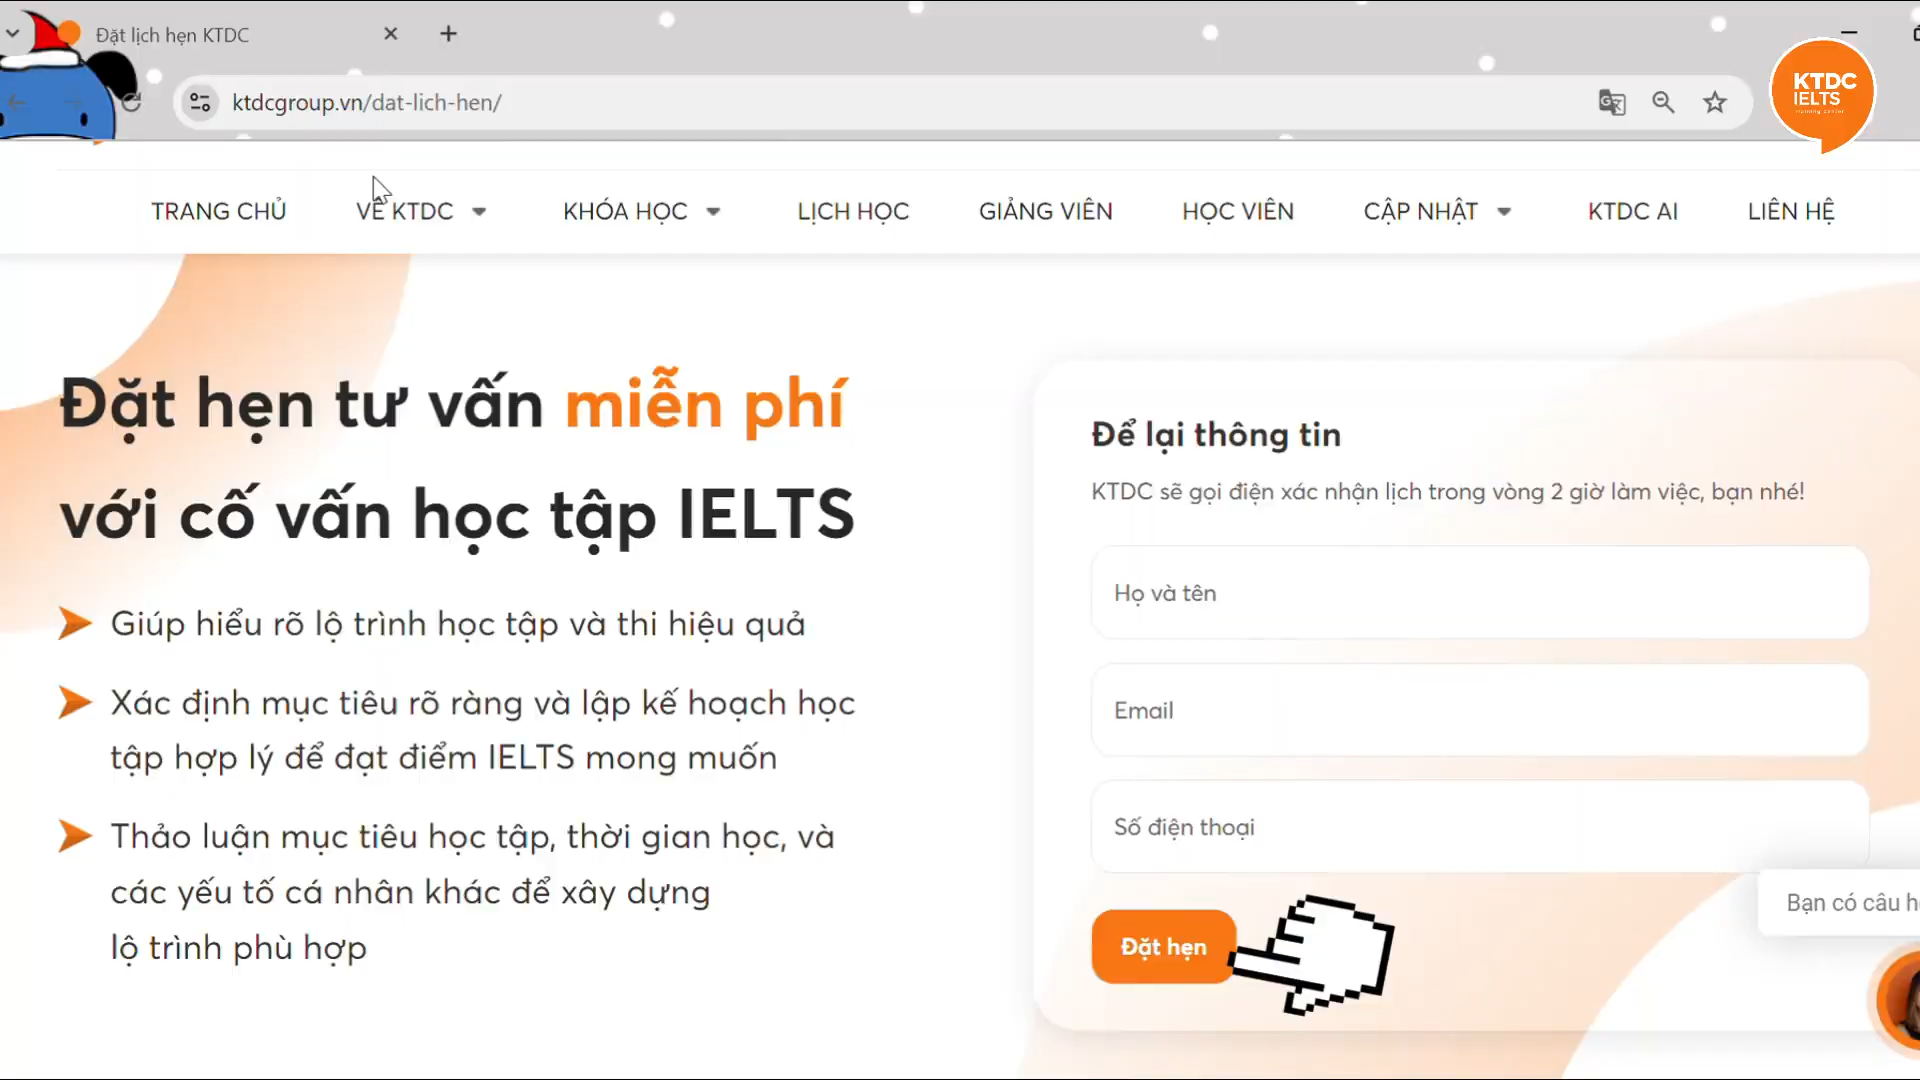 Đặt lịch hẹn KTDC
ktdcgroup.vn/dat-lich-hen/
KTDC
IELTS
TRANG CHỦ
VỀ KTDC
KHÓA HỌC
LỊCH HỌC
GIẢNG VIÊN
HỌC VIÊN
CẬP NHẬT
KTDC AI
LIÊN HỆ
Đặt hẹn tư vấn miễn phí
với cố vấn học tập IELTS
Giúp hiểu rõ lộ trình học tập và thi hiệu quả
Xác định mục tiêu rõ ràng và lập kế hoạch học
tập hợp lý để đạt điểm IELTS mong muốn
Thảo luận mục tiêu học tập, thời gian học, và
các yếu tố cá nhân khác để xây dựng
lộ trình phù hợp
Để lại thông tin
KTDC sẽ gọi điện xác nhận lịch trong vòng 2 giờ làm việc, bạn nhé!
Họ và tên
Email
Số điện thoại
Đặt hẹn
Bạn có câu h